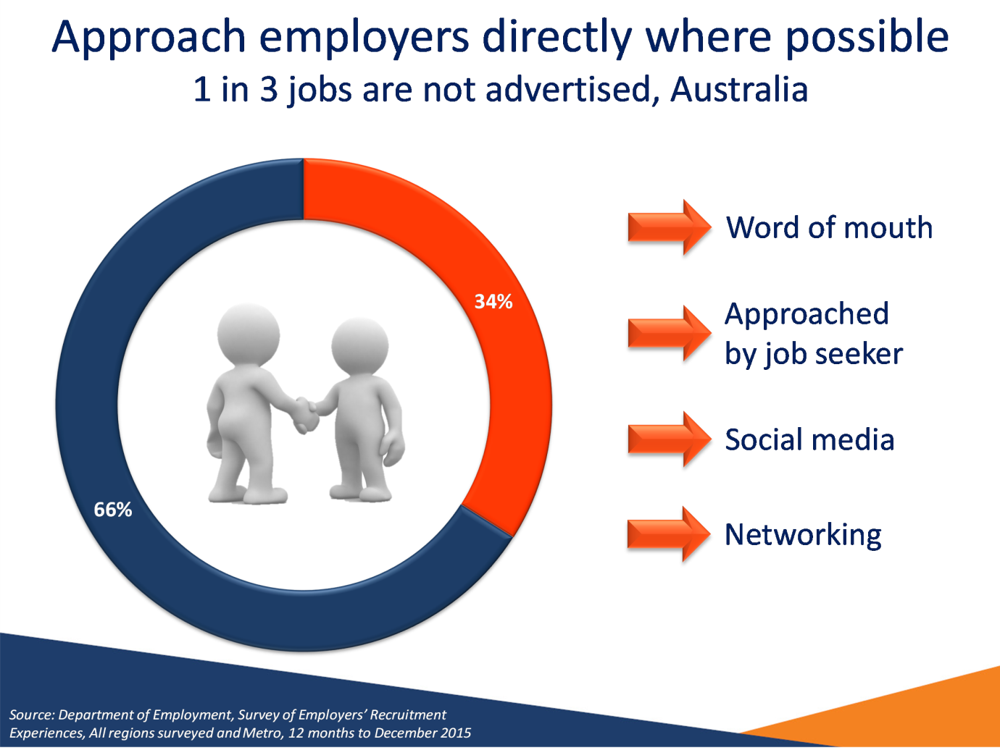 Approach employers directly where possible
1 in 3 jobs are not advertised, Australia
34%
66%
Word of mouth
Approached
by job seeker
Social media
Networking
Source: Department of Employment, Survey of Employers’ Recruitment
Experiences, All regions surveyed and Metro, 12 months to December 2015